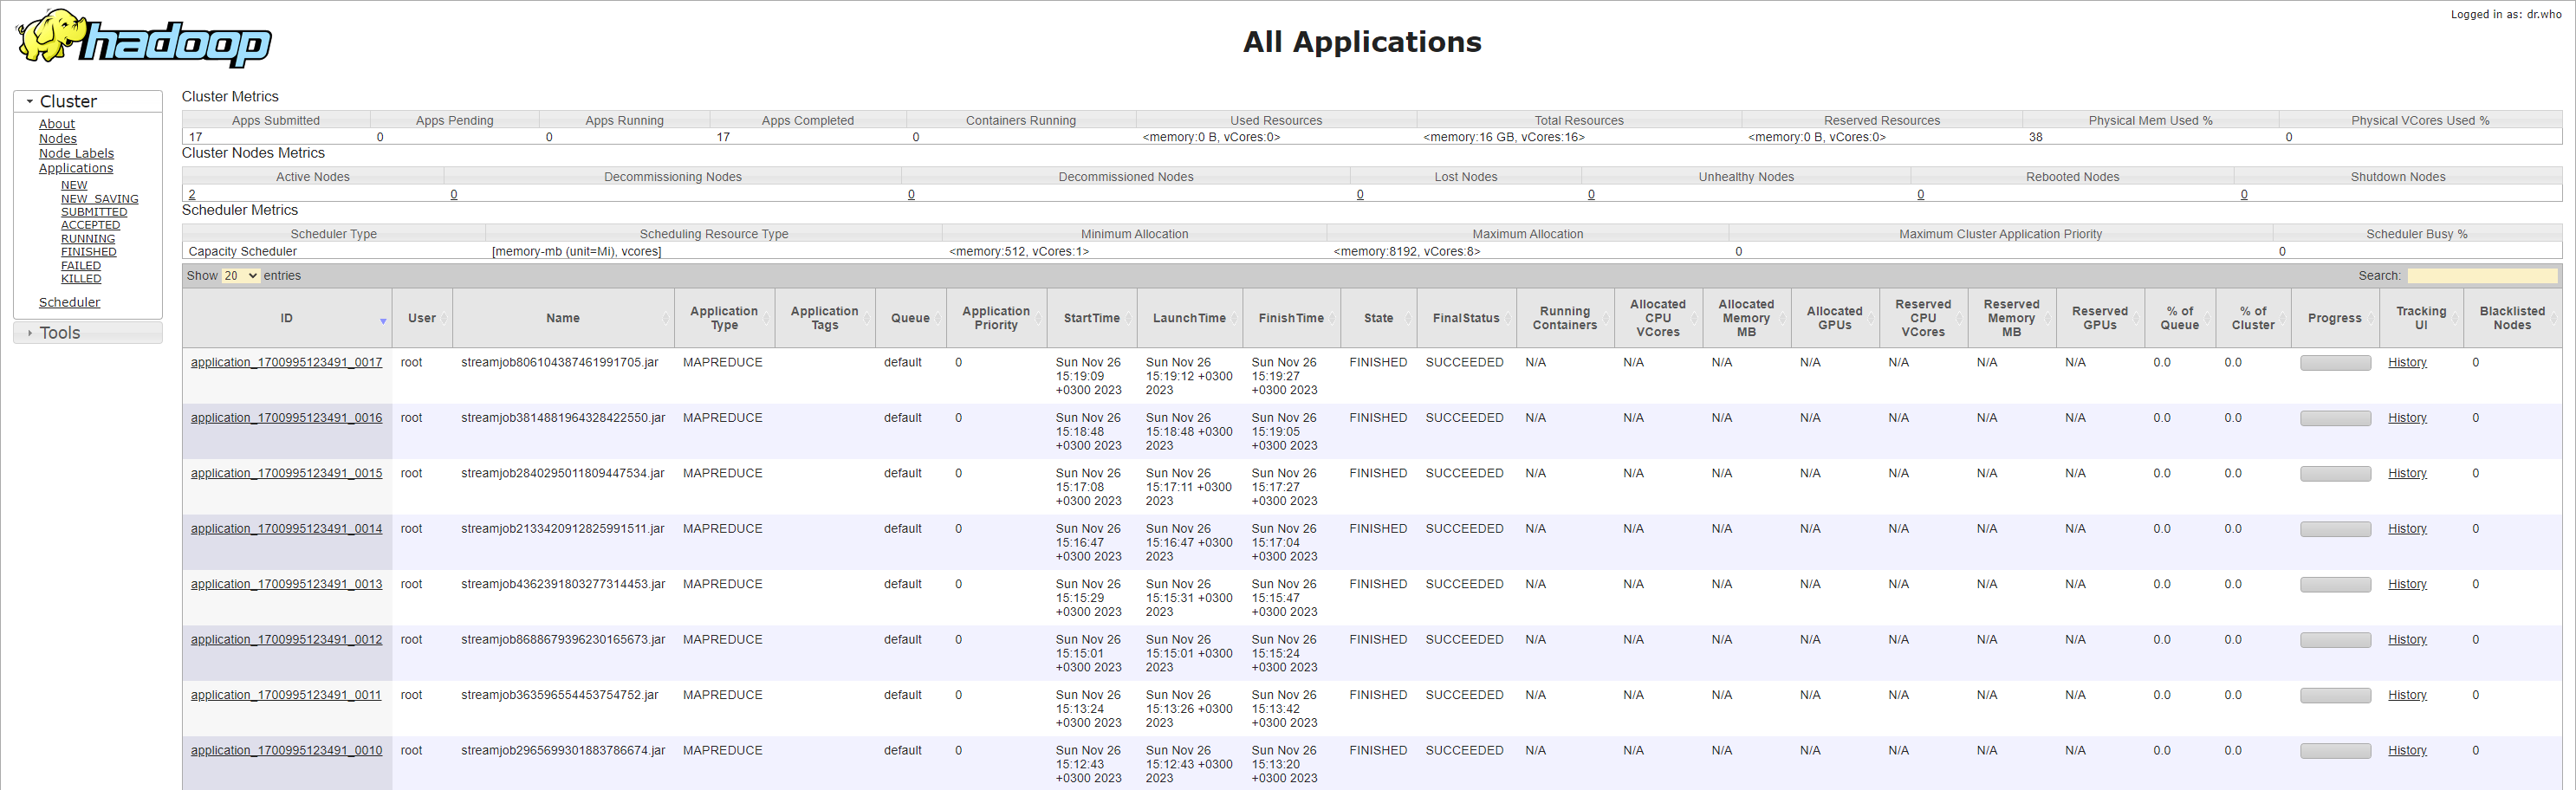 hadoop
All Applications
Logged in as: dr.who
Cluster
About
Nodes
Node Labels
Applications
NEW
NEW_SAVING
SUBMITTED
ACCEPTED
RUNNING
FINISHED
FAILED
KILLED
Scheduler
Tools
Cluster Metrics
Apps Submitted Apps Pending Apps Running Apps Completed Containers Running Used Resources Total Resources Reserved Resources Physical Mem Used % Physical VCores Used %
17 0 0 17 0 <memory:0 B, vCores:0> <memory:16 GB, vCores:16> <memory:0 B, vCores:0> 38 0
Cluster Nodes Metrics
Active Nodes Decommissioning Nodes Decommissioned Nodes Lost Nodes Unhealthy Nodes Rebooted Nodes Shutdown Nodes
2 0 0 0 0 0 0
Scheduler Metrics
Scheduler Type Scheduling Resource Type Minimum Allocation Maximum Allocation Maximum Cluster Application Priority Scheduler Busy %
Capacity Scheduler [memory-mb (unit=Mi), vcores] <memory:512, vCores:1> <memory:8192, vCores:8> 0 0
Show 20 entries Search:
ID User Name Application Type Application Tags Queue Application Priority StartTime LaunchTime FinishTime State FinalStatus Running Containers Allocated CPU VCores Allocated Memory MB Allocated GPUs Reserved CPU VCores Reserved Memory MB Reserved GPUs % of Queue % of Cluster Progress Tracking UI Blacklisted Nodes
application_1700995123491_0017 root streamjob806104387461991705.jar MAPREDUCE default 0 Sun Nov 26 15:19:09 +0300 2023 Sun Nov 26 15:19:12 +0300 2023 Sun Nov 26 15:19:27 +0300 2023 FINISHED SUCCEEDED N/A N/A N/A N/A N/A N/A N/A 0.0 0.0 History 0
application_1700995123491_0016 root streamjob3814881964328422550.jar MAPREDUCE default 0 Sun Nov 26 15:18:48 +0300 2023 Sun Nov 26 15:18:48 +0300 2023 Sun Nov 26 15:19:05 +0300 2023 FINISHED SUCCEEDED N/A N/A N/A N/A N/A N/A N/A 0.0 0.0 History 0
application_1700995123491_0015 root streamjob2840295011809447534.jar MAPREDUCE default 0 Sun Nov 26 15:17:08 +0300 2023 Sun Nov 26 15:17:11 +0300 2023 Sun Nov 26 15:17:27 +0300 2023 FINISHED SUCCEEDED N/A N/A N/A N/A N/A N/A N/A 0.0 0.0 History 0
application_1700995123491_0014 root streamjob2133420912825991511.jar MAPREDUCE default 0 Sun Nov 26 15:16:47 +0300 2023 Sun Nov 26 15:16:47 +0300 2023 Sun Nov 26 15:17:04 +0300 2023 FINISHED SUCCEEDED N/A N/A N/A N/A N/A N/A N/A 0.0 0.0 History 0
application_1700995123491_0013 root streamjob4362391803277314453.jar MAPREDUCE default 0 Sun Nov 26 15:15:29 +0300 2023 Sun Nov 26 15:15:31 +0300 2023 Sun Nov 26 15:15:47 +0300 2023 FINISHED SUCCEEDED N/A N/A N/A N/A N/A N/A N/A 0.0 0.0 History 0
application_1700995123491_0012 root streamjob8688679396230165673.jar MAPREDUCE default 0 Sun Nov 26 15:15:01 +0300 2023 Sun Nov 26 15:15:01 +0300 2023 Sun Nov 26 15:15:24 +0300 2023 FINISHED SUCCEEDED N/A N/A N/A N/A N/A N/A N/A 0.0 0.0 History 0
application_1700995123491_0011 root streamjob363596554453754752.jar MAPREDUCE default 0 Sun Nov 26 15:13:24 +0300 2023 Sun Nov 26 15:13:26 +0300 2023 Sun Nov 26 15:13:42 +0300 2023 FINISHED SUCCEEDED N/A N/A N/A N/A N/A N/A N/A 0.0 0.0 History 0
application_1700995123491_0010 root streamjob2965699301883786674.jar MAPREDUCE default 0 Sun Nov 26 15:12:43 +0300 2023 Sun Nov 26 15:12:43 +0300 2023 Sun Nov 26 15:13:20 +0300 2023 FINISHED SUCCEEDED N/A N/A N/A N/A N/A N/A N/A 0.0 0.0 History 0